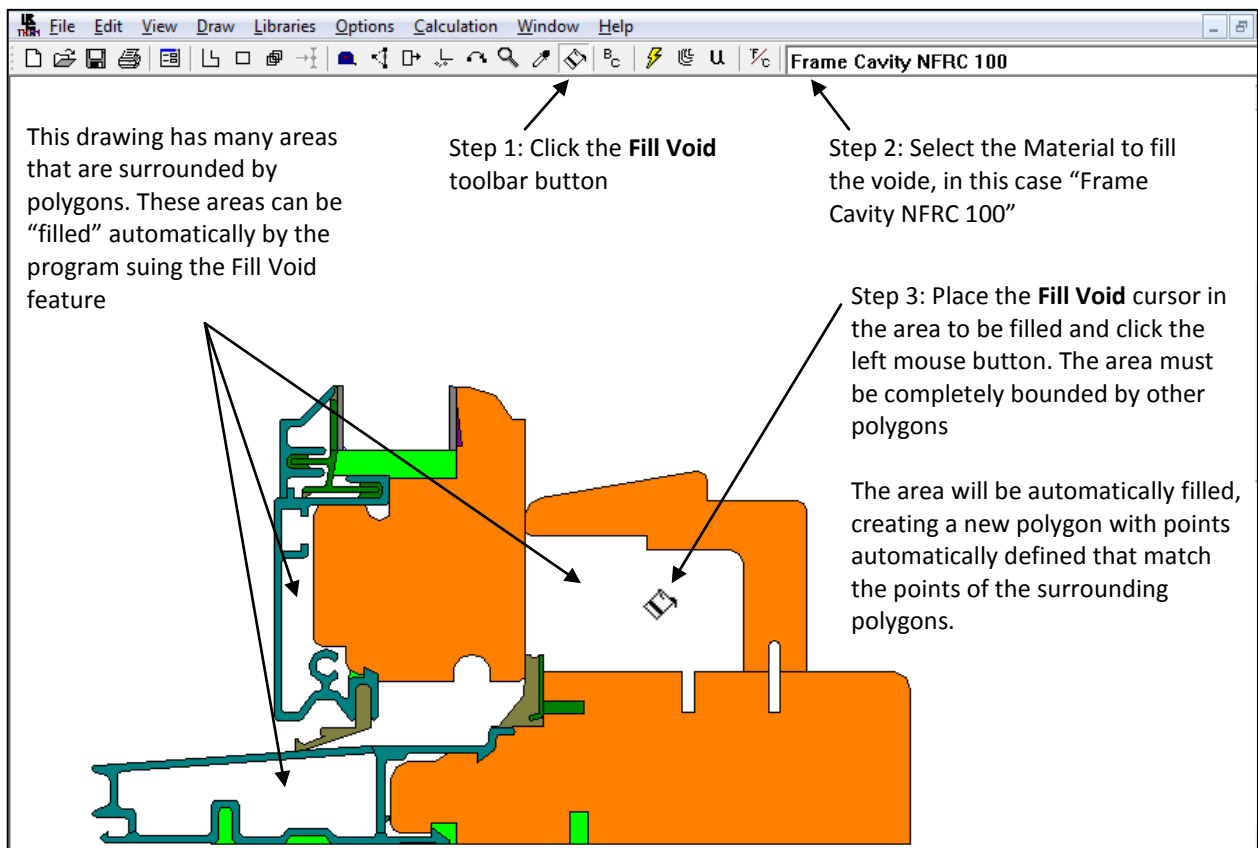 File Edit View Draw Libraries Options Calculation Window Help
THRM
BC U °F/C Frame Cavity NFRC 100
This drawing has many areas
that are surrounded by
polygons. These areas can be
“filled” automatically by the
program suing the Fill Void
feature
Step 1: Click the Fill Void
toolbar button
Step 2: Select the Material to fill
the voide, in this case “Frame
Cavity NFRC 100”
Step 3: Place the Fill Void cursor in
the area to be filled and click the
left mouse button. The area must
be completely bounded by other
polygons
The area will be automatically filled,
creating a new polygon with points
automatically defined that match
the points of the surrounding
polygons.